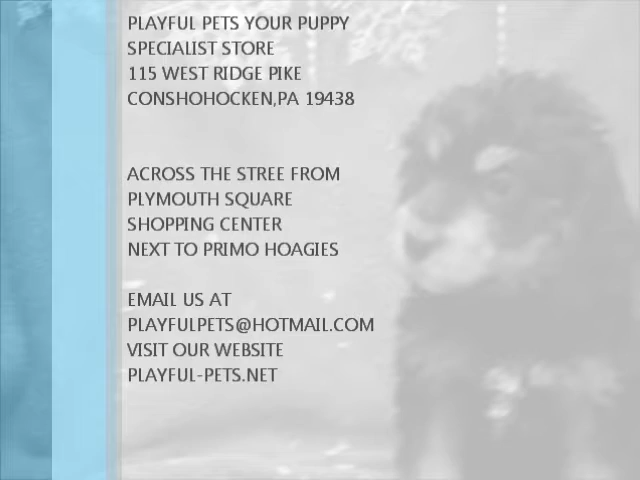 PLAYFUL PETS YOUR PUPPY
SPECIALIST STORE
115 WEST RIDGE PIKE
CONSHOHOCKEN,PA 19438
ACROSS THE STREE FROM
PLYMOUTH SQUARE
SHOPPING CENTER
NEXT TO PRIMO HOAGIES
EMAIL US AT
PLAYFULPETS@HOTMAIL.COM
VISIT OUR WEBSITE
PLAYFUL-PETS.NET